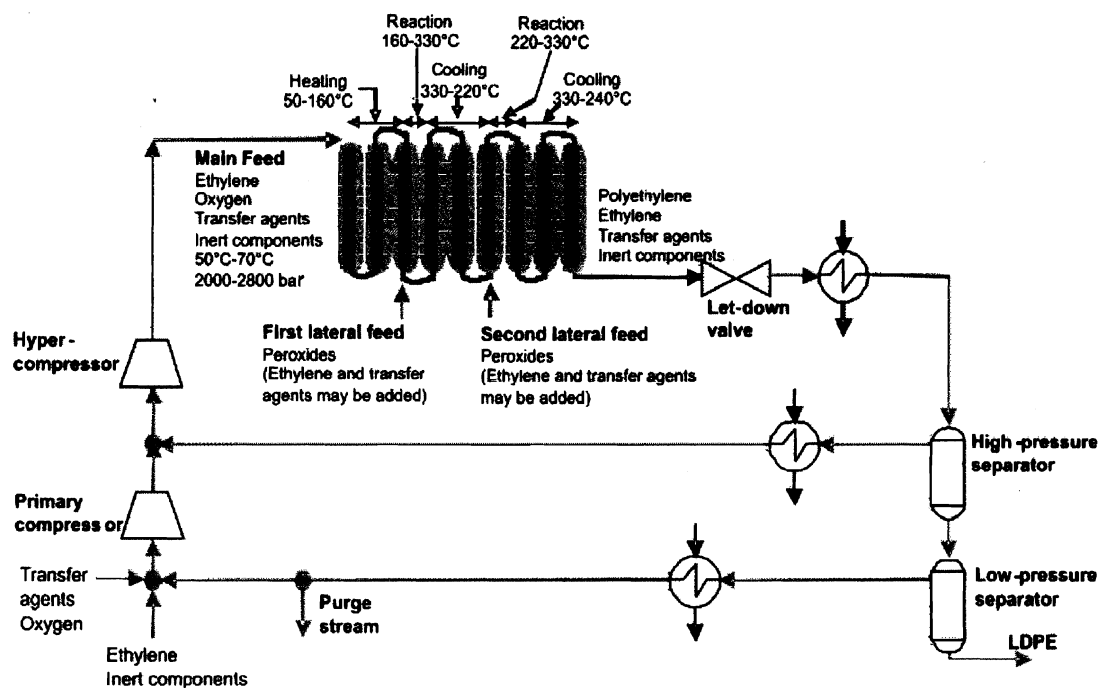 Reaction
160-330°C
Reaction
220-330°C
Heating
50-160°C
Cooling
330-220°C
Cooling
330-240°C
Main Feed
Ethylene
Oxygen
Transfer agents
Inert components
50°C-70°C
2000-2800 bar
Polyethylene
Ethylene
Transfer agents
Inert components
Let-down
valve
First lateral feed
Peroxides
(Ethylene and transfer
agents may be added)
Second lateral feed
Peroxides
(Ethylene and transfer agents
may be added)
Hyper-
compressor
High-pressure
separator
Primary
compressor
Transfer
agents
Oxygen
Purge
stream
Low-pressure
separator
LDPE
Ethylene
Inert components